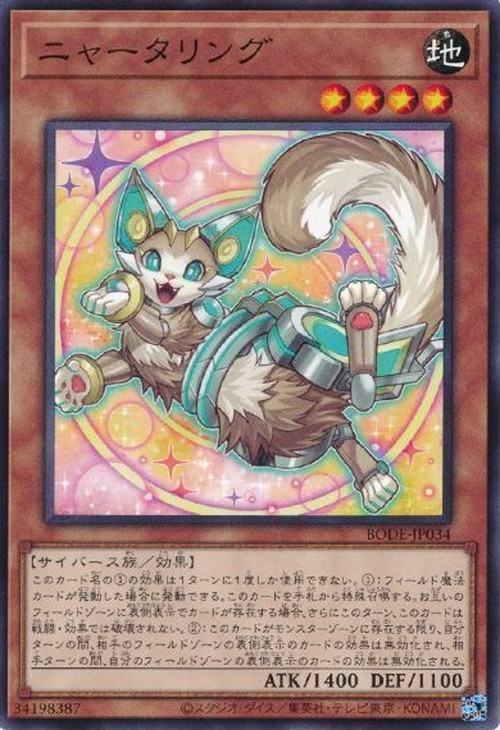 ニャータリング
地
BODE-JP034
【サイバース族／効果】
このカード名の①の効果は１ターンに１度しか使用できない。①：フィールド魔法
カードが発動した場合に発動できる。このカードを手札から特殊召喚する。お互いの
フィールドゾーンに表側表示でカードが存在する場合、さらにこのターン、このカードは
戦闘・効果では破壊されない。②：このカードがモンスターゾーンに存在する限り、自分
ターンの間、相手のフィールドゾーンの表側表示のカードの効果は無効化され、相
手ターンの間、自分のフィールドゾーンの表側表示のカードの効果は無効化される。
ATK/1400 DEF/1100
34198387
©スタジオ・ダイス／集英社・テレビ東京・KONAMI